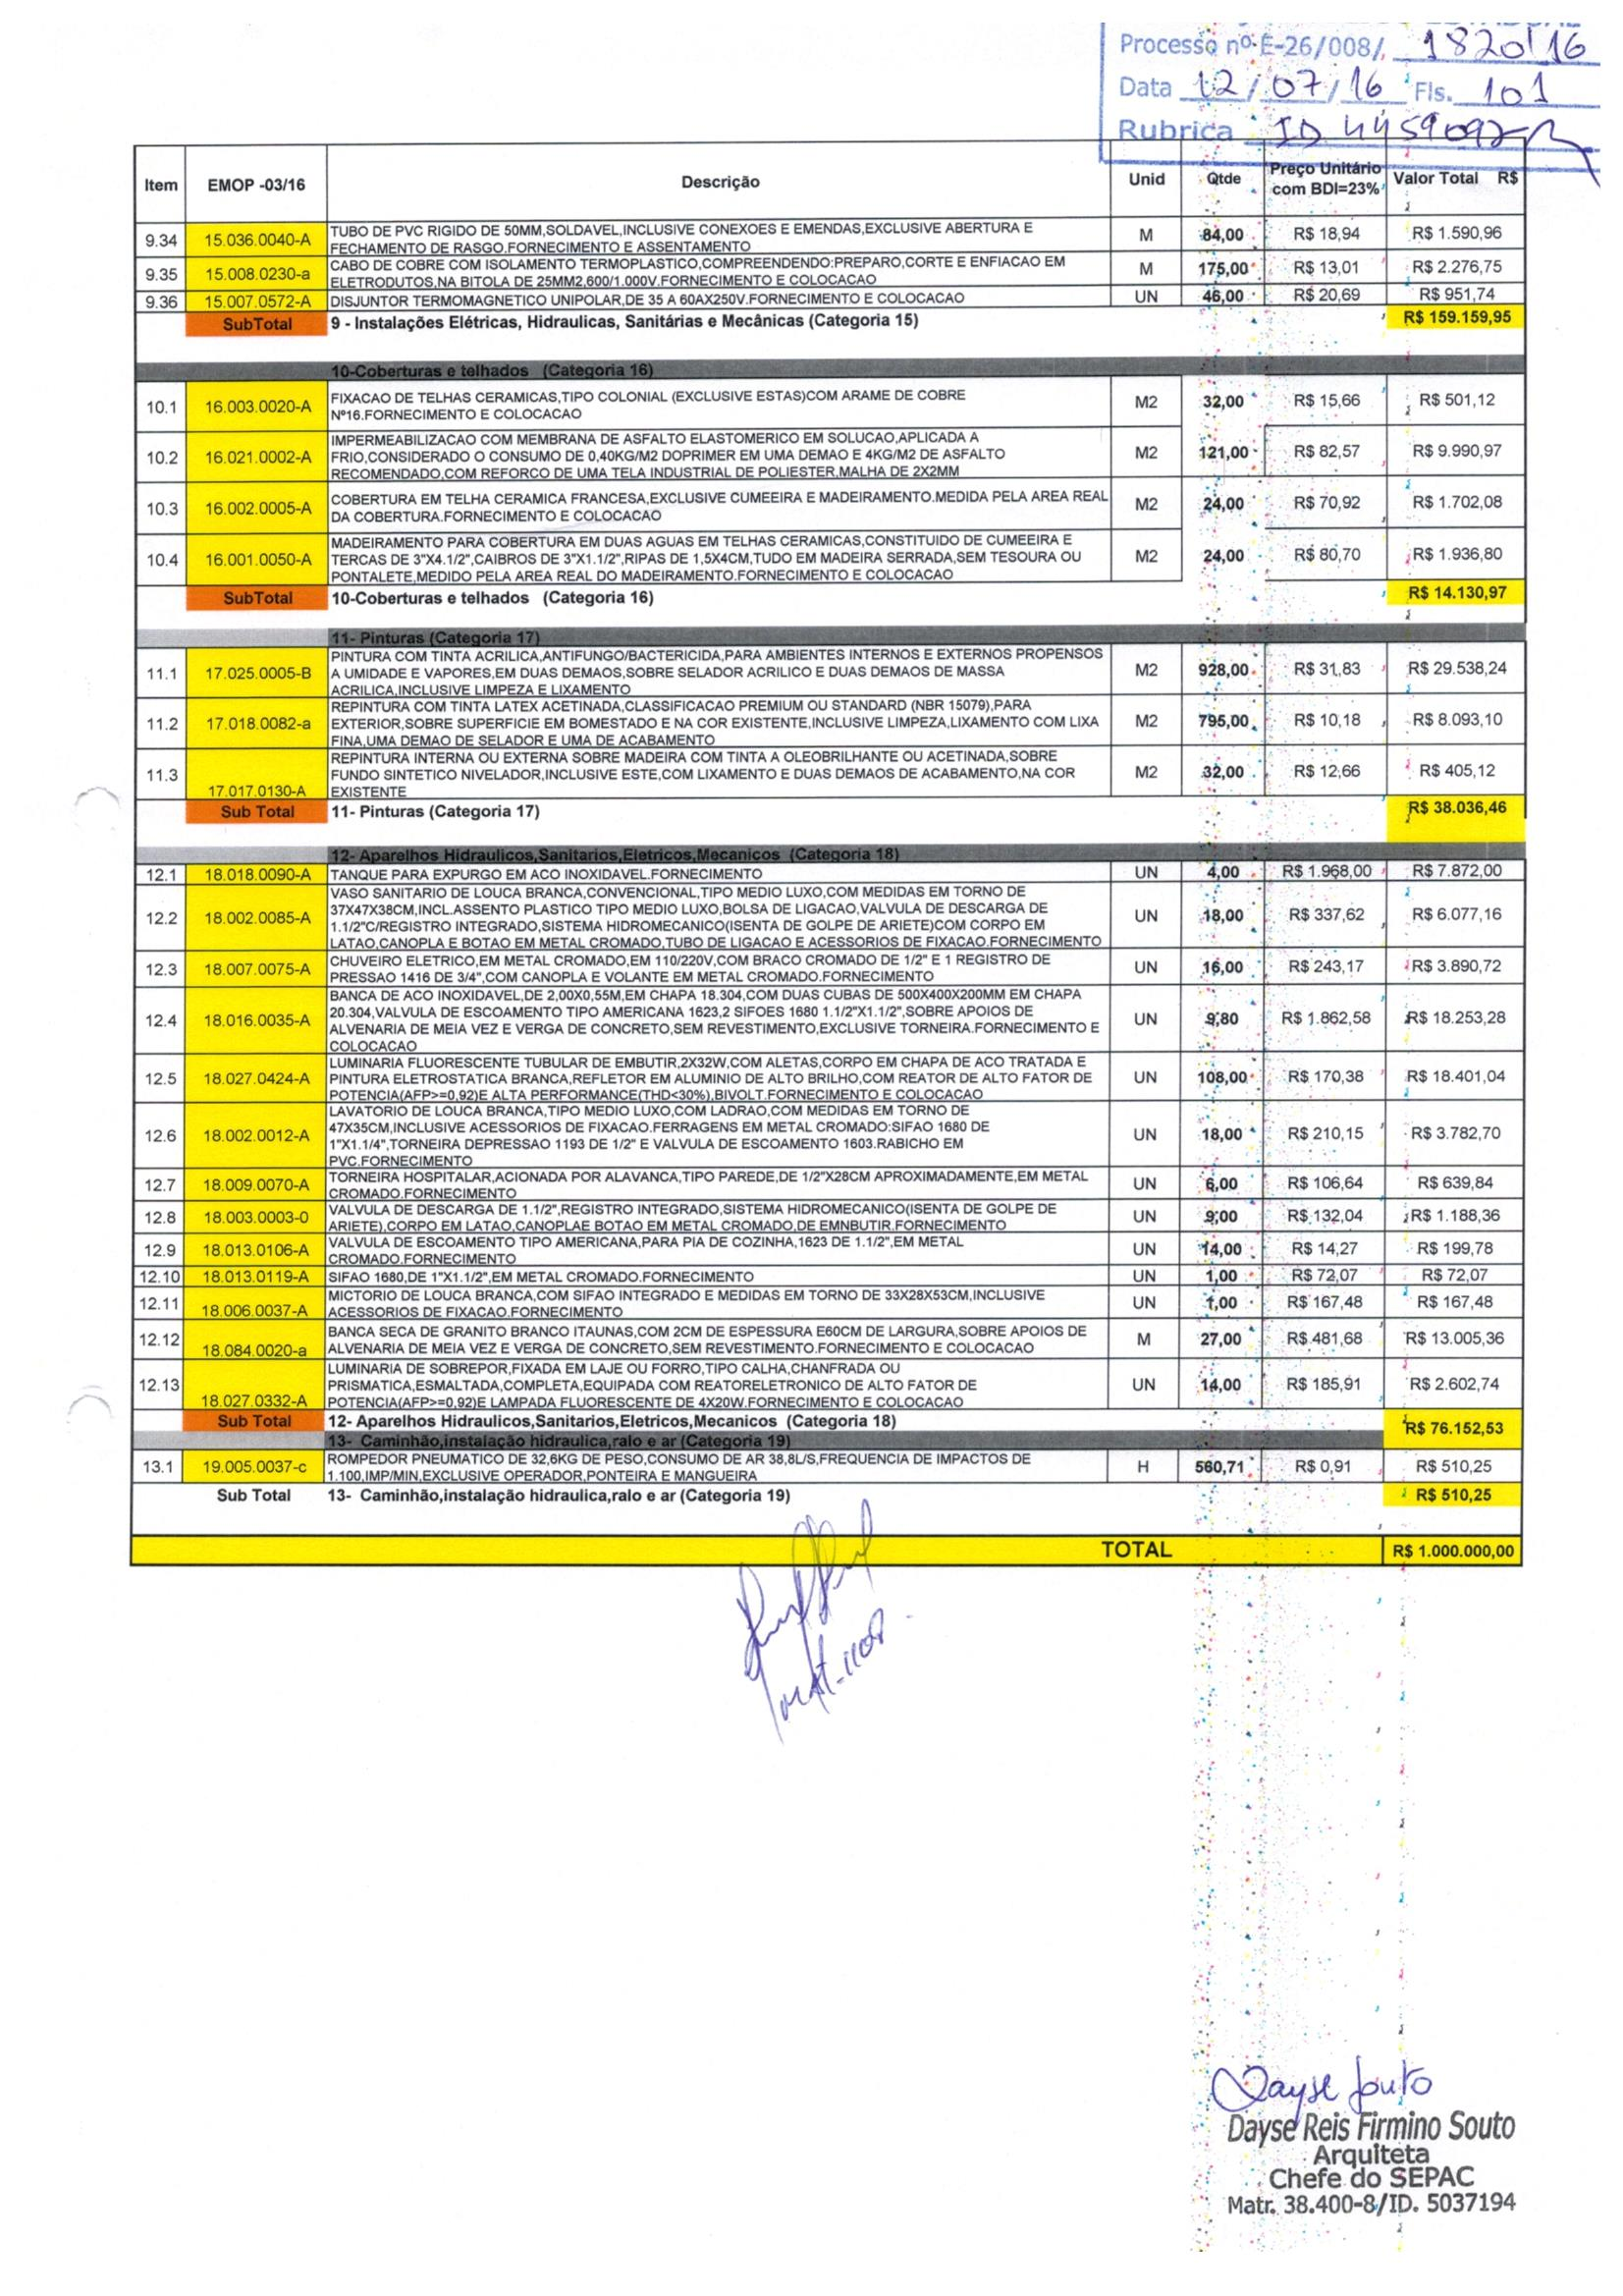 Processo nº E-26/008/ 1820/16
Data 12/07/16 Fls. 101
Rubrica ID 4459092
Item EMOP -03/16 Descrição Unid Qtde Preço Unitário com BDI=23% Valor Total R$
9.34 15.036.0040-A TUBO DE PVC RIGIDO DE 50MM,SOLDAVEL,INCLUSIVE CONEXOES E EMENDAS,EXCLUSIVE ABERTURA E M 84,00 R$ 18,94 R$ 1.590,96
FECHAMENTO DE RASGO.FORNECIMENTO E ASSENTAMENTO
9.35 15.008.0230-a CABO DE COBRE COM ISOLAMENTO TERMOPLASTICO,COMPREENDENDO:PREPARO,CORTE E ENFIACAO EM M 175,00 R$ 13,01 R$ 2.276,75
ELETRODUTOS,NA BITOLA DE 25MM2,600/1.000V.FORNECIMENTO E COLOCACAO
9.36 15.007.0572-A DISJUNTOR TERMOMAGNETICO UNIPOLAR,DE 35 A 60AX250V.FORNECIMENTO E COLOCACAO UN 46,00 R$ 20,69 R$ 951,74
SubTotal 9 - Instalações Elétricas, Hidraulicas, Sanitárias e Mecânicas (Categoria 15) R$ 159.159,95
10-Coberturas e telhados (Categoria 16)
10.1 16.003.0020-A FIXACAO DE TELHAS CERAMICAS,TIPO COLONIAL (EXCLUSIVE ESTAS)COM ARAME DE COBRE M2 32,00 R$ 15,66 R$ 501,12
Nº16.FORNECIMENTO E COLOCACAO
10.2 16.021.0002-A IMPERMEABILIZACAO COM MEMBRANA DE ASFALTO ELASTOMERICO EM SOLUCAO,APLICADA A M2 121,00 R$ 82,57 R$ 9.990,97
FRIO,CONSIDERADO O CONSUMO DE 0,40KG/M2 DOPRIMER EM UMA DEMAO E 4KG/M2 DE ASFALTO
RECOMENDADO,COM REFORCO DE UMA TELA INDUSTRIAL DE POLIESTER,MALHA DE 2X2MM
10.3 16.002.0005-A COBERTURA EM TELHA CERAMICA FRANCESA,EXCLUSIVE CUMEEIRA E MADEIRAMENTO.MEDIDA PELA AREA REAL M2 24,00 R$ 70,92 R$ 1.702,08
DA COBERTURA.FORNECIMENTO E COLOCACAO
10.4 16.001.0050-A MADEIRAMENTO PARA COBERTURA EM DUAS AGUAS EM TELHAS CERAMICAS,CONSTITUIDO DE CUMEEIRA E M2 24,00 R$ 80,70 R$ 1.936,80
TERCAS DE 3"X4.1/2",CAIBROS DE 3"X1.1/2",RIPAS DE 1,5X4CM,TUDO EM MADEIRA SERRADA,SEM TESOURA OU
PONTALETE,MEDIDO PELA AREA REAL DO MADEIRAMENTO.FORNECIMENTO E COLOCACAO
SubTotal 10-Coberturas e telhados (Categoria 16) R$ 14.130,97
11- Pinturas (Categoria 17)
11.1 17.025.0005-B PINTURA COM TINTA ACRILICA,ANTIFUNGO/BACTERICIDA,PARA AMBIENTES INTERNOS E EXTERNOS PROPENSOS M2 928,00 R$ 31,83 R$ 29.538,24
A UMIDADE E VAPORES,EM DUAS DEMAOS,SOBRE SELADOR ACRILICO E DUAS DEMAOS DE MASSA
ACRILICA,INCLUSIVE LIMPEZA E LIXAMENTO
11.2 17.018.0082-a REPINTURA COM TINTA LATEX ACETINADA,CLASSIFICACAO PREMIUM OU STANDARD (NBR 15079),PARA M2 795,00 R$ 10,18 R$ 8.093,10
EXTERIOR,SOBRE SUPERFICIE EM BOMESTADO E NA COR EXISTENTE,INCLUSIVE LIMPEZA,LIXAMENTO COM LIXA
FINA,UMA DEMAO DE SELADOR E UMA DE ACABAMENTO
11.3 17.017.0130-A REPINTURA INTERNA OU EXTERNA SOBRE MADEIRA COM TINTA A OLEOBRILHANTE OU ACETINADA,SOBRE M2 32,00 R$ 12,66 R$ 405,12
FUNDO SINTETICO NIVELADOR,INCLUSIVE ESTE,COM LIXAMENTO E DUAS DEMAOS DE ACABAMENTO,NA COR
EXISTENTE
Sub Total 11- Pinturas (Categoria 17) R$ 38.036,46
12- Aparelhos Hidraulicos,Sanitarios,Eletricos,Mecanicos (Categoria 18)
12.1 18.018.0090-A TANQUE PARA EXPURGO EM ACO INOXIDAVEL.FORNECIMENTO UN 4,00 R$ 1.968,00 R$ 7.872,00
12.2 18.002.0085-A VASO SANITARIO DE LOUCA BRANCA,CONVENCIONAL,TIPO MEDIO LUXO,COM MEDIDAS EM TORNO DE UN 18,00 R$ 337,62 R$ 6.077,16
37X47X38CM,INCL.ASSENTO PLASTICO TIPO MEDIO LUXO,BOLSA DE LIGACAO,VALVULA DE DESCARGA DE
1.1/2"C/REGISTRO INTEGRADO,SISTEMA HIDROMECANICO(ISENTA DE GOLPE DE ARIETE)COM CORPO EM
LATAO,CANOPLA E BOTAO EM METAL CROMADO,TUBO DE LIGACAO E ACESSORIOS DE FIXACAO.FORNECIMENTO
12.3 18.007.0075-A CHUVEIRO ELETRICO,EM METAL CROMADO,EM 110/220V,COM BRACO CROMADO DE 1/2" E 1 REGISTRO DE UN 16,00 R$ 243,17 R$ 3.890,72
PRESSAO 1416 DE 3/4",COM CANOPLA E VOLANTE EM METAL CROMADO.FORNECIMENTO
12.4 18.016.0035-A BANCA DE ACO INOXIDAVEL,DE 2,00X0,55M,EM CHAPA 18.304,COM DUAS CUBAS DE 500X400X200MM EM CHAPA UN 9,80 R$ 1.862,58 R$ 18.253,28
20.304,VALVULA DE ESCOAMENTO TIPO AMERICANA 1623,2 SIFOES 1680 1.1/2"X1.1/2",SOBRE APOIOS DE
ALVENARIA DE MEIA VEZ E VERGA DE CONCRETO,SEM REVESTIMENTO,EXCLUSIVE TORNEIRA.FORNECIMENTO E
COLOCACAO
12.5 18.027.0424-A LUMINARIA FLUORESCENTE TUBULAR DE EMBUTIR,2X32W,COM ALETAS,CORPO EM CHAPA DE ACO TRATADA E UN 108,00 R$ 170,38 R$ 18.401,04
PINTURA ELETROSTATICA BRANCA,REFLETOR EM ALUMINIO DE ALTO BRILHO,COM REATOR DE ALTO FATOR DE
POTENCIA(AFP>=0,92)E ALTA PERFORMANCE(THD<30%),BIVOLT.FORNECIMENTO E COLOCACAO
12.6 18.002.0012-A LAVATORIO DE LOUCA BRANCA,TIPO MEDIO LUXO,COM LADRAO,COM MEDIDAS EM TORNO DE UN 18,00 R$ 210,15 R$ 3.782,70
47X35CM,INCLUSIVE ACESSORIOS DE FIXACAO.FERRAGENS EM METAL CROMADO:SIFAO 1680 DE
1"X1.1/4",TORNEIRA DEPRESSAO 1193 DE 1/2" E VALVULA DE ESCOAMENTO 1603.RABICHO EM
PVC.FORNECIMENTO
12.7 18.009.0070-A TORNEIRA HOSPITALAR,ACIONADA POR ALAVANCA,TIPO PAREDE,DE 1/2"X28CM APROXIMADAMENTE,EM METAL UN 6,00 R$ 106,64 R$ 639,84
CROMADO.FORNECIMENTO
12.8 18.003.0003-0 VALVULA DE DESCARGA DE 1.1/2",REGISTRO INTEGRADO,SISTEMA HIDROMECANICO(ISENTA DE GOLPE DE UN 9,00 R$ 132,04 R$ 1.188,36
ARIETE),CORPO EM LATAO,CANOPLAE BOTAO EM METAL CROMADO,DE EMNBUTIR.FORNECIMENTO
12.9 18.013.0106-A VALVULA DE ESCOAMENTO TIPO AMERICANA,PARA PIA DE COZINHA,1623 DE 1.1/2",EM METAL UN 14,00 R$ 14,27 R$ 199,78
CROMADO.FORNECIMENTO
12.10 18.013.0119-A SIFAO 1680,DE 1"X1.1/2",EM METAL CROMADO.FORNECIMENTO UN 1,00 R$ 72,07 R$ 72,07
12.11 18.006.0037-A MICTORIO DE LOUCA BRANCA,COM SIFAO INTEGRADO E MEDIDAS EM TORNO DE 33X28X53CM,INCLUSIVE UN 1,00 R$ 167,48 R$ 167,48
ACESSORIOS DE FIXACAO.FORNECIMENTO
12.12 18.084.0020-a BANCA SECA DE GRANITO BRANCO ITAUNAS,COM 2CM DE ESPESSURA E60CM DE LARGURA,SOBRE APOIOS DE M 27,00 R$ 481,68 R$ 13.005,36
ALVENARIA DE MEIA VEZ E VERGA DE CONCRETO,SEM REVESTIMENTO.FORNECIMENTO E COLOCACAO
12.13 18.027.0332-A LUMINARIA DE SOBREPOR,FIXADA EM LAJE OU FORRO,TIPO CALHA,CHANFRADA OU UN 14,00 R$ 185,91 R$ 2.602,74
PRISMATICA,ESMALTADA,COMPLETA,EQUIPADA COM REATORELETRONICO DE ALTO FATOR DE
POTENCIA(AFP>=0,92)E LAMPADA FLUORESCENTE DE 4X20W.FORNECIMENTO E COLOCACAO
Sub Total 12- Aparelhos Hidraulicos,Sanitarios,Eletricos,Mecanicos (Categoria 18) R$ 76.152,53
13- Caminhão,instalação hidraulica,ralo e ar (Categoria 19)
13.1 19.005.0037-c ROMPEDOR PNEUMATICO DE 32,6KG DE PESO,CONSUMO DE AR 38,8L/S,FREQUENCIA DE IMPACTOS DE H 560,71 R$ 0,91 R$ 510,25
1.100,IMP/MIN,EXCLUSIVE OPERADOR,PONTEIRA E MANGUEIRA
Sub Total 13- Caminhão,instalação hidraulica,ralo e ar (Categoria 19) R$ 510,25
TOTAL R$ 1.000.000,00
Dayse Souto
Dayse Reis Firmino Souto
Arquiteta
Chefe do SEPAC
Matr. 38.400-8/ID. 5037194